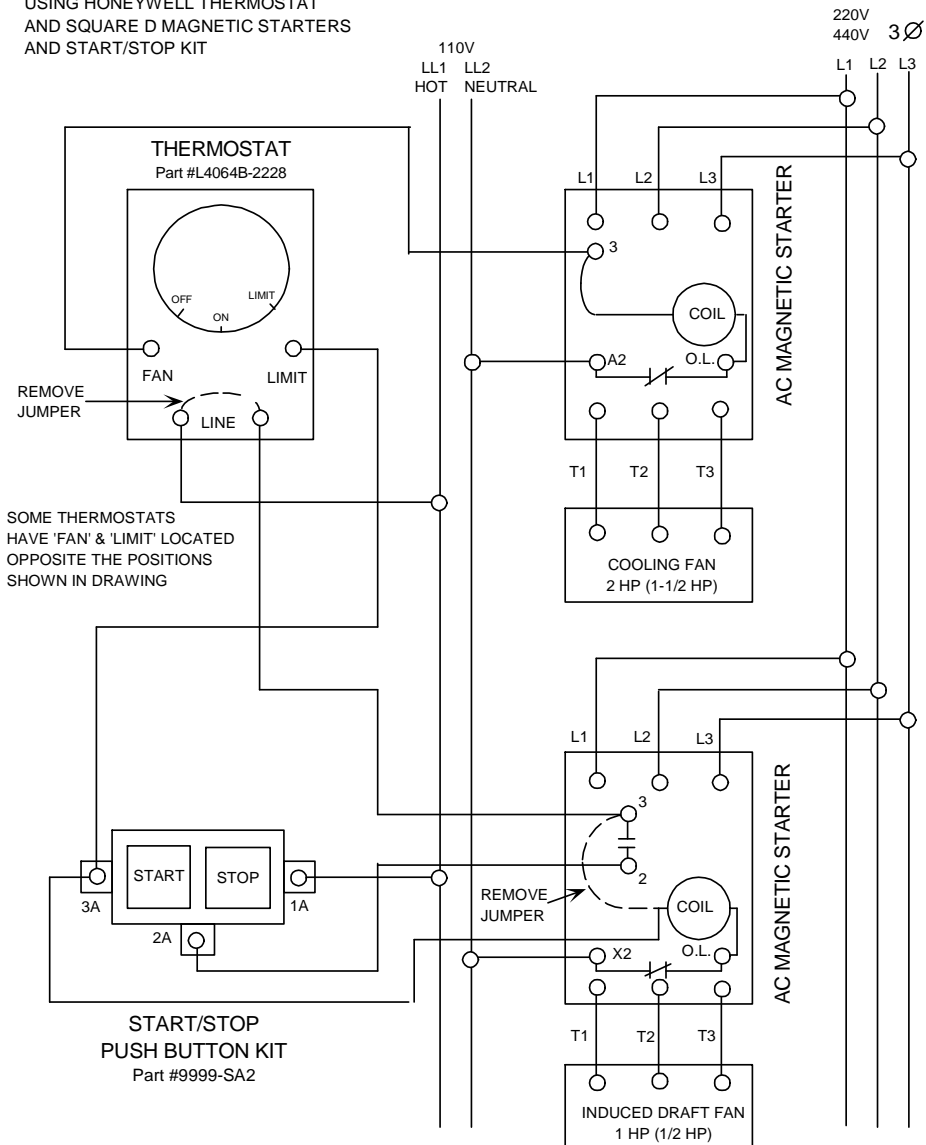 USING HONEYWELL THERMOSTAT
AND SQUARE D MAGNETIC STARTERS
AND START/STOP KIT
110V
LL1 LL2
HOT NEUTRAL
220V
440V 3Ø
L1 L2 L3
THERMOSTAT
Part #L4064B-2228
OFF
ON
LIMIT
FAN
LIMIT
REMOVE
JUMPER
LINE
SOME THERMOSTATS
HAVE 'FAN' & 'LIMIT' LOCATED
OPPOSITE THE POSITIONS
SHOWN IN DRAWING
L1 L2 L3
3
COIL
A2
O.L.
AC MAGNETIC STARTER
T1 T2 T3
COOLING FAN
2 HP (1-1/2 HP)
L1 L2 L3
3
2
REMOVE
JUMPER
COIL
X2
O.L.
AC MAGNETIC STARTER
T1 T2 T3
INDUCED DRAFT FAN
1 HP (1/2 HP)
START STOP
3A
1A
2A
START/STOP
PUSH BUTTON KIT
Part #9999-SA2